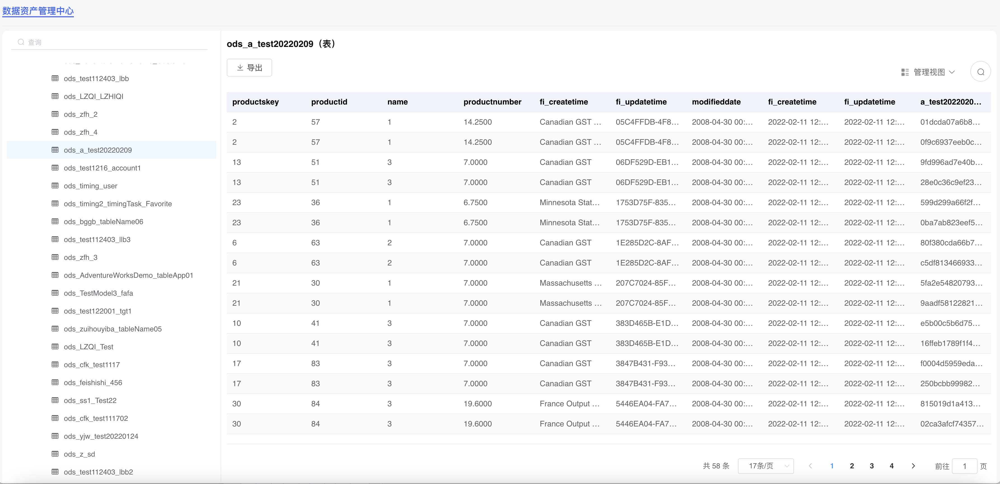 数据资产管理中心
查询
ods_test112403_lbb
ods_LZQI_LZHIQI
ods_zfh_2
ods_zfh_4
ods_a_test20220209
ods_test1216_account1
ods_timing_user
ods_timing2_timingTask_Favorite
ods_bggb_tableName06
ods_test112403_llb3
ods_zfh_3
ods_AdventureWorksDemo_tableApp01
ods_TestModel3_fafa
ods_test122001_tgt1
ods_zuihouyiba_tableName05
ods_LZQI_Test
ods_cfk_test1117
ods_feishishi_456
ods_ss1_Test22
ods_cfk_test111702
ods_yjw_test20220124
ods_z_sd
ods_test112403_lbb2
ods_a_test20220209（表）
导出
管理视图
productskey productid name productnumber fi_createtime fi_updatetime modifieddate fi_createtime fi_updatetime a_test2022020...
2 57 1 14.2500 Canadian GST ... 05C4FFDB-4F8... 2008-04-30 00:... 2022-02-11 12:... 2022-02-11 12:... 01dcda07a6b8...
2 57 1 14.2500 Canadian GST ... 05C4FFDB-4F8... 2008-04-30 00:... 2022-02-11 12:... 2022-02-11 12:... 0f9c6937eeb0c...
13 51 3 7.0000 Canadian GST 06DF529D-EB1... 2008-04-30 00:... 2022-02-11 12:... 2022-02-11 12:... 9fd996ad7e40b...
13 51 3 7.0000 Canadian GST 06DF529D-EB1... 2008-04-30 00:... 2022-02-11 12:... 2022-02-11 12:... 28e0c36c9ef23...
23 36 1 6.7500 Minnesota Stat... 1753D75F-835... 2008-04-30 00:... 2022-02-11 12:... 2022-02-11 12:... 599d299a66f2f...
23 36 1 6.7500 Minnesota Stat... 1753D75F-835... 2008-04-30 00:... 2022-02-11 12:... 2022-02-11 12:... 0ba7ab823eef5...
6 63 2 7.0000 Canadian GST 1E285D2C-8AF... 2008-04-30 00:... 2022-02-11 12:... 2022-02-11 12:... 80f380cda66b7...
6 63 2 7.0000 Canadian GST 1E285D2C-8AF... 2008-04-30 00:... 2022-02-11 12:... 2022-02-11 12:... c5df813466933...
21 30 1 7.0000 Massachusetts ... 207C7024-85F... 2008-04-30 00:... 2022-02-11 12:... 2022-02-11 12:... 5fa2e54820793...
21 30 1 7.0000 Massachusetts ... 207C7024-85F... 2008-04-30 00:... 2022-02-11 12:... 2022-02-11 12:... 9aadf58122821...
10 41 3 7.0000 Canadian GST 383D465B-E1D... 2008-04-30 00:... 2022-02-11 12:... 2022-02-11 12:... e5b00c5b6d75...
10 41 3 7.0000 Canadian GST 383D465B-E1D... 2008-04-30 00:... 2022-02-11 12:... 2022-02-11 12:... 16ffeb1789f1f4...
17 83 3 7.0000 Canadian GST 3847B431-F93... 2008-04-30 00:... 2022-02-11 12:... 2022-02-11 12:... f0004d5959eda...
17 83 3 7.0000 Canadian GST 3847B431-F93... 2008-04-30 00:... 2022-02-11 12:... 2022-02-11 12:... 250bcbb99982...
30 84 3 19.6000 France Output ... 5446EA04-FA7... 2008-04-30 00:... 2022-02-11 12:... 2022-02-11 12:... 815019d1a413...
30 84 3 19.6000 France Output ... 5446EA04-FA7... 2008-04-30 00:... 2022-02-11 12:... 2022-02-11 12:... 02ca3afcf74357...
共 58 条 17条/页 1 2 3 4 前往 1 页